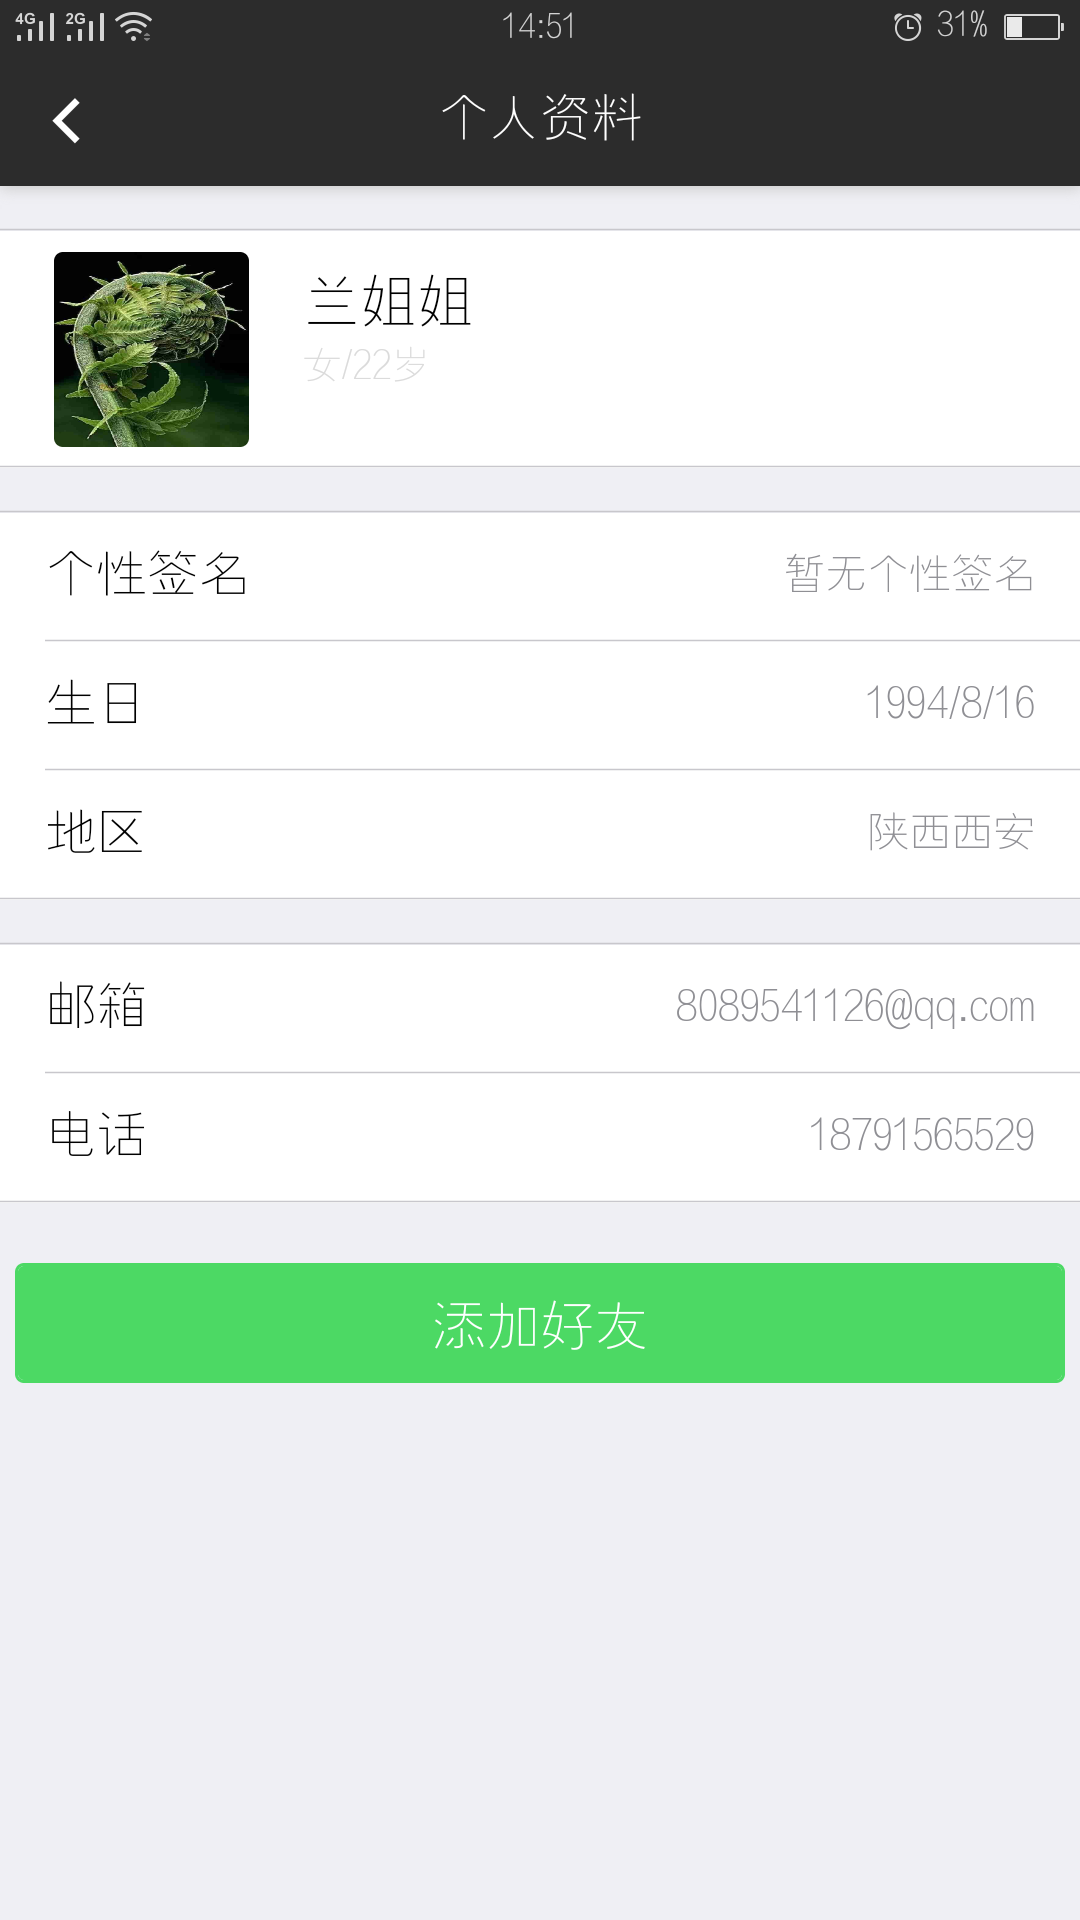 4G 2G 14:51 31%
个人资料
兰姐姐
女/22岁
个性签名 暂无个性签名
生日 1994/8/16
地区 陕西西安
邮箱 8089541126@qq.com
电话 18791565529
添加好友